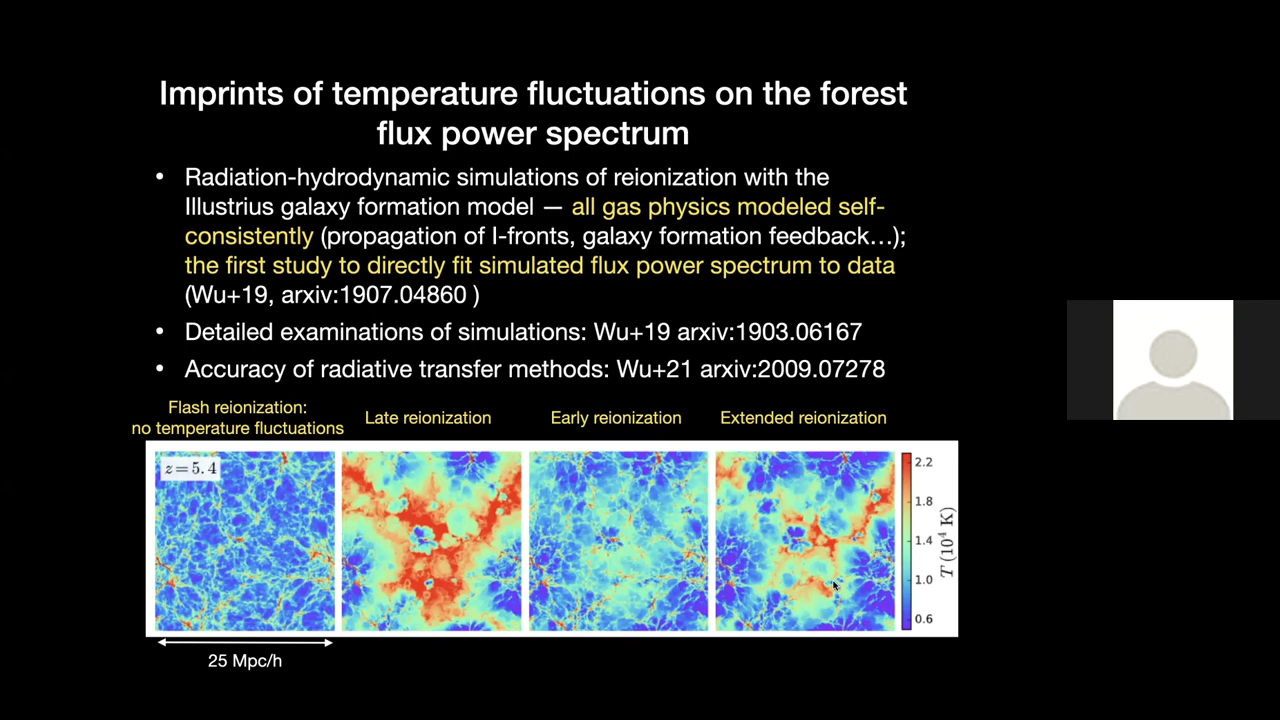 Imprints of temperature fluctuations on the forest
flux power spectrum
• Radiation-hydrodynamic simulations of reionization with the
Illustrius galaxy formation model — all gas physics modeled self-
consistently (propagation of I-fronts, galaxy formation feedback…);
the first study to directly fit simulated flux power spectrum to data
(Wu+19, arxiv:1907.04860 )
• Detailed examinations of simulations: Wu+19 arxiv:1903.06167
• Accuracy of radiative transfer methods: Wu+21 arxiv:2009.07278
Flash reionization:
no temperature fluctuations
Late reionization
Early reionization
Extended reionization
z=5.4
2.2
1.8
1.4
1.0
0.6
T (10⁴ K)
25 Mpc/h